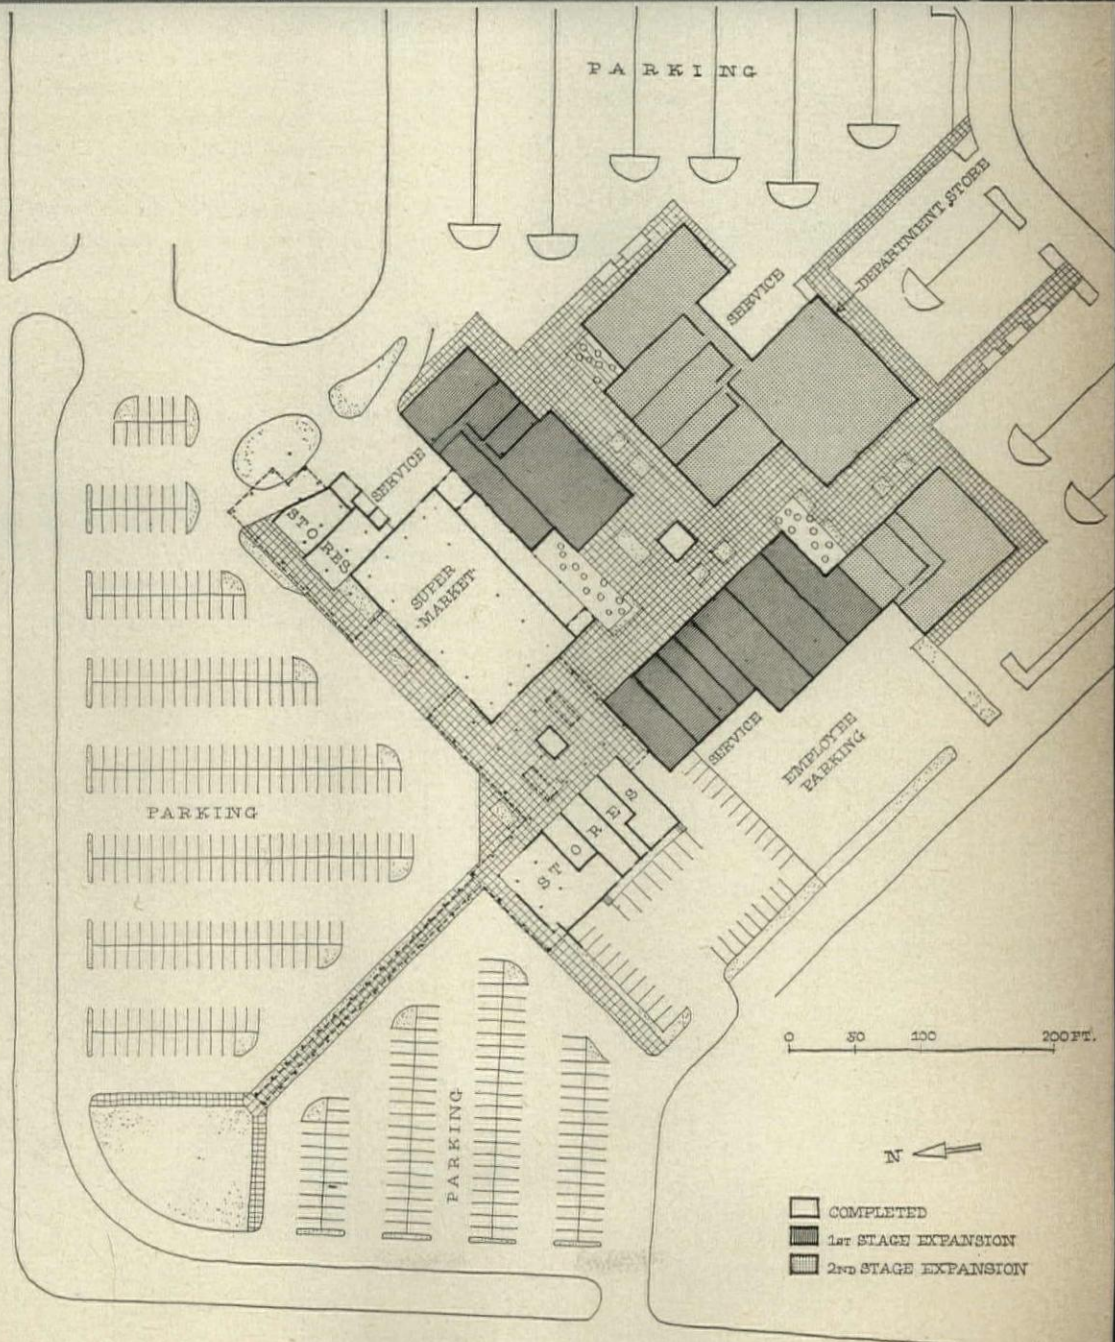 PARKING
DEPARTMENT STORE
SERVICE
SERVICE
STORES
SUPER
-MARKET-
SERVICE
EMPLOYEE
PARKING
PARKING
STORES
PARKING
0 50 100 200 FT.
N
COMPLETED
1ST STAGE EXPANSION
2ND STAGE EXPANSION